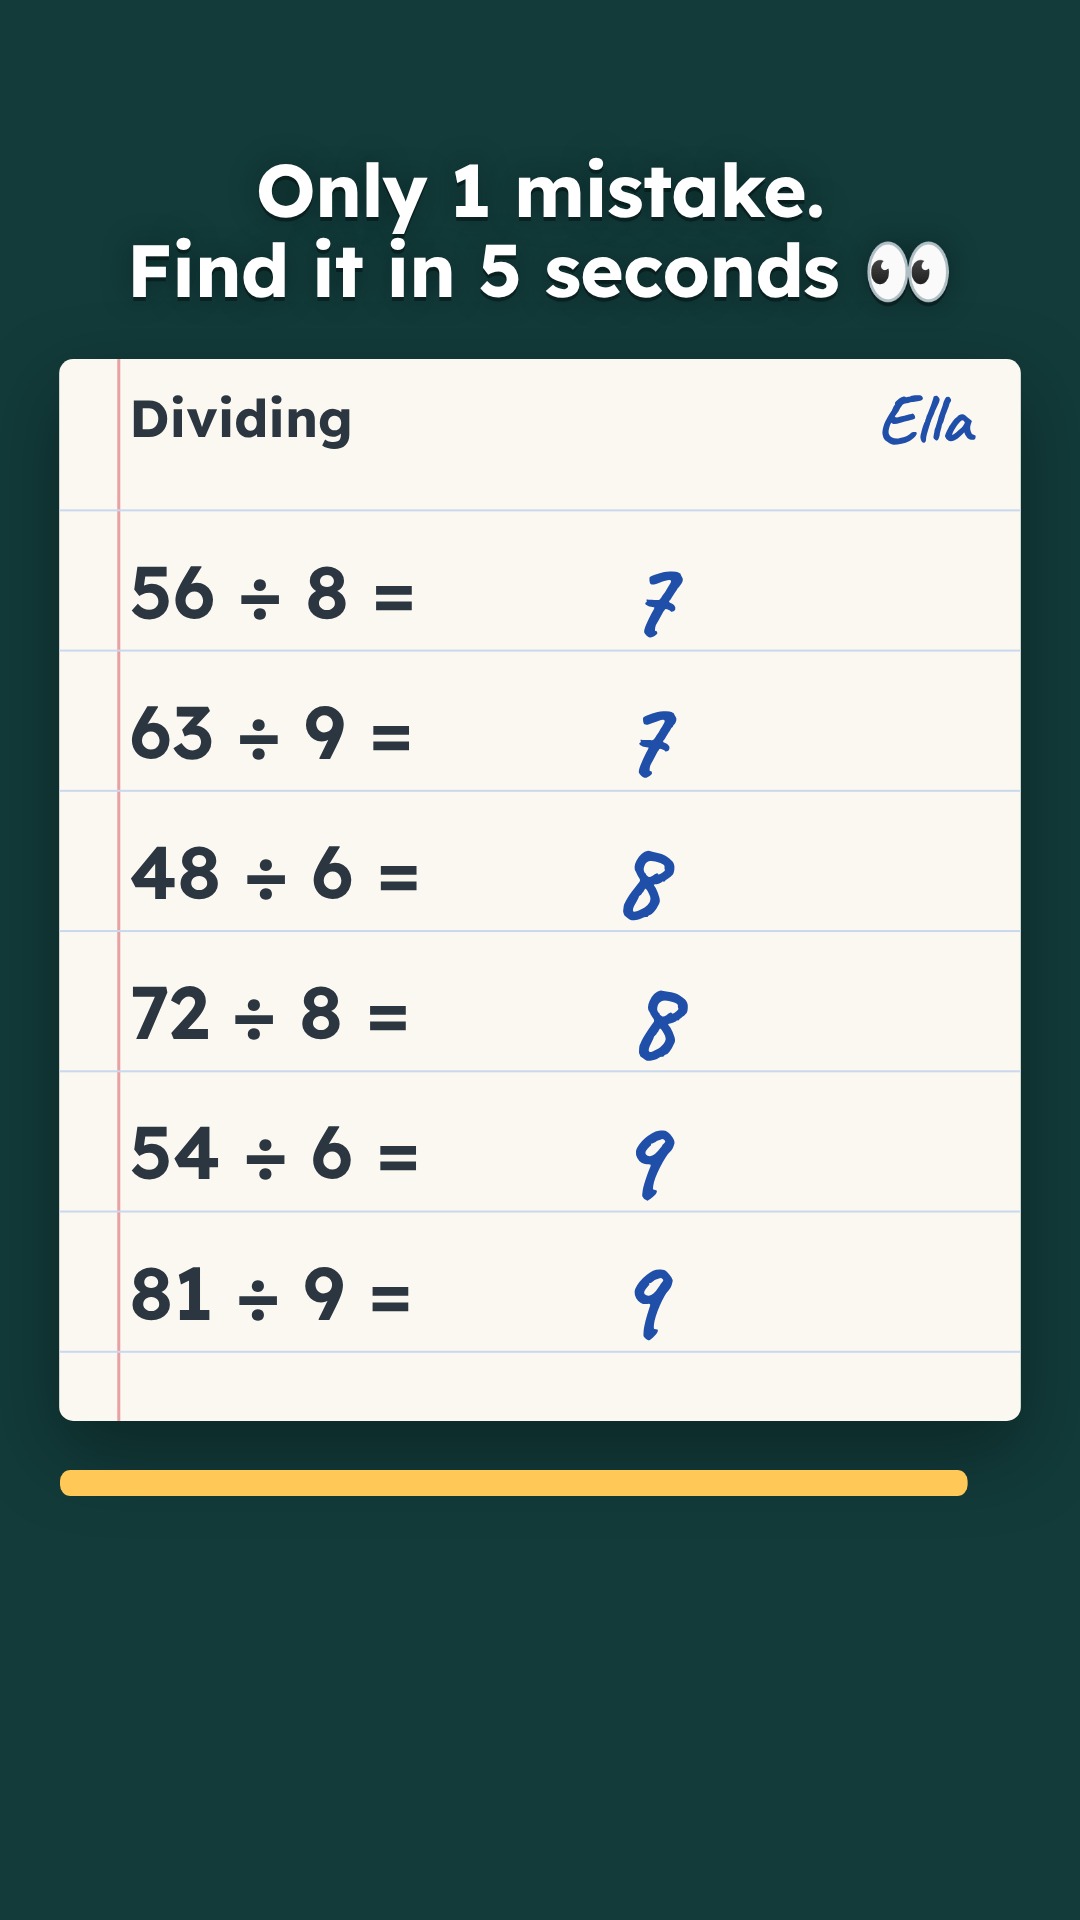 Only 1 mistake.
Find it in 5 seconds 👀
Dividing Ella
56 ÷ 8 = 7
63 ÷ 9 = 7
48 ÷ 6 = 8
72 ÷ 8 = 8
54 ÷ 6 = 9
81 ÷ 9 = 9